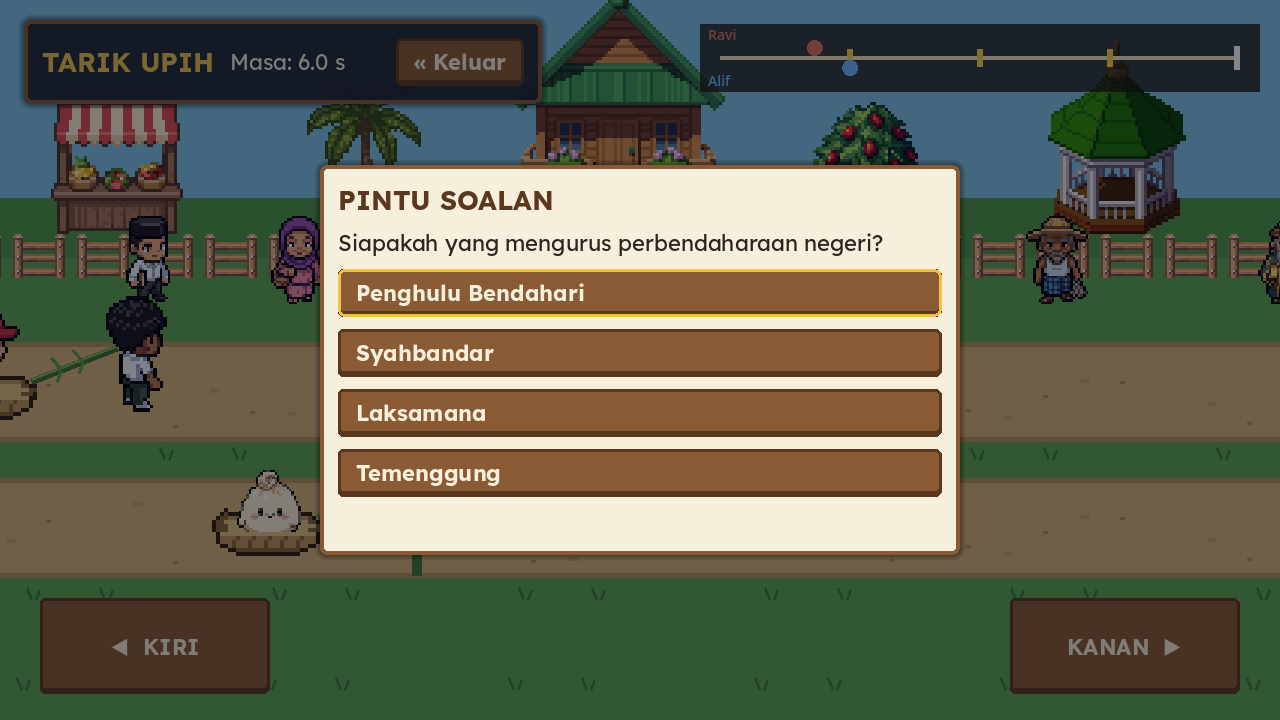 TARIK UPIH
Masa: 6.0 s
« Keluar
Ravi
Alif
PINTU SOALAN
Siapakah yang mengurus perbendaharaan negeri?
Penghulu Bendahari
Syahbandar
Laksamana
Temenggung
◀ KIRI
KANAN ▶